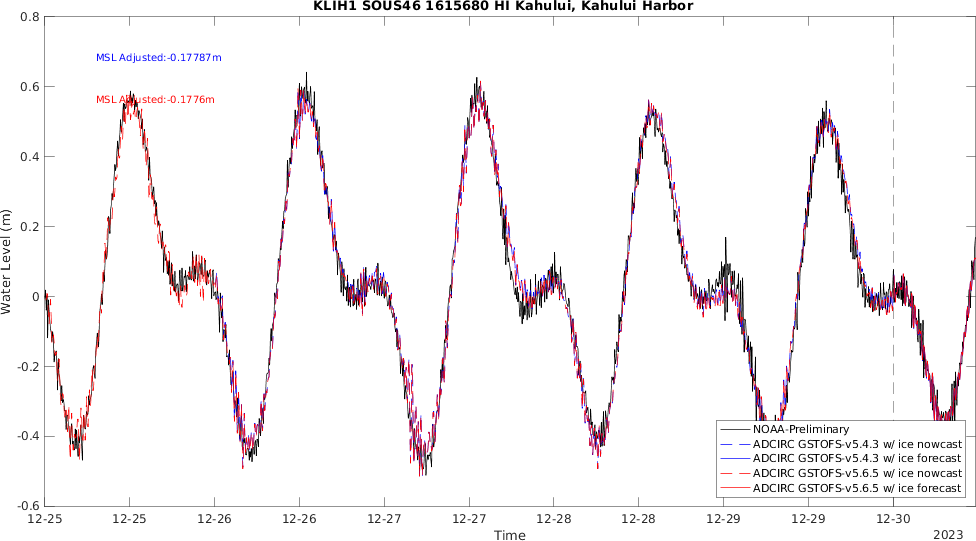 KLIH1 SOUS46 1615680 HI Kahului, Kahului Harbor
0.8
MSL Adjusted:-0.17787m
0.6
MSL Adjusted:-0.1776m
0.4
0.2
Water Level (m)
0
-0.2
-0.4
-0.6
NOAA-Preliminary
ADCIRC GSTOFS-v5.4.3 w/ ice nowcast
ADCIRC GSTOFS-v5.4.3 w/ ice forecast
ADCIRC GSTOFS-v5.6.5 w/ ice nowcast
ADCIRC GSTOFS-v5.6.5 w/ ice forecast
12-25 12-25 12-26 12-26 12-27 12-27 12-28 12-28 12-29 12-29 12-30
Time
2023